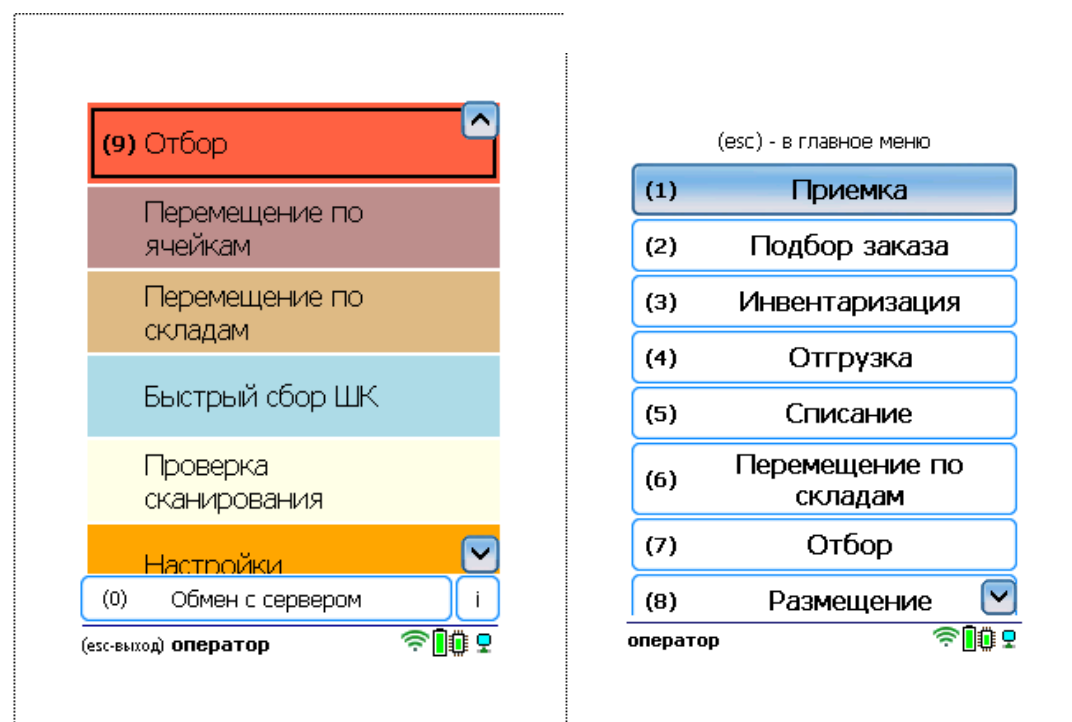 (9) Отбор
Перемещение по
ячейкам
Перемещение по
складам
Быстрый сбор ШК
Проверка
сканирования
Настройки
(0) Обмен с сервером i
(esc-выход) оператор
(esc) - в главное меню
(1) Приемка
(2) Подбор заказа
(3) Инвентаризация
(4) Отгрузка
(5) Списание
(6) Перемещение по
складам
(7) Отбор
(8) Размещение
оператор